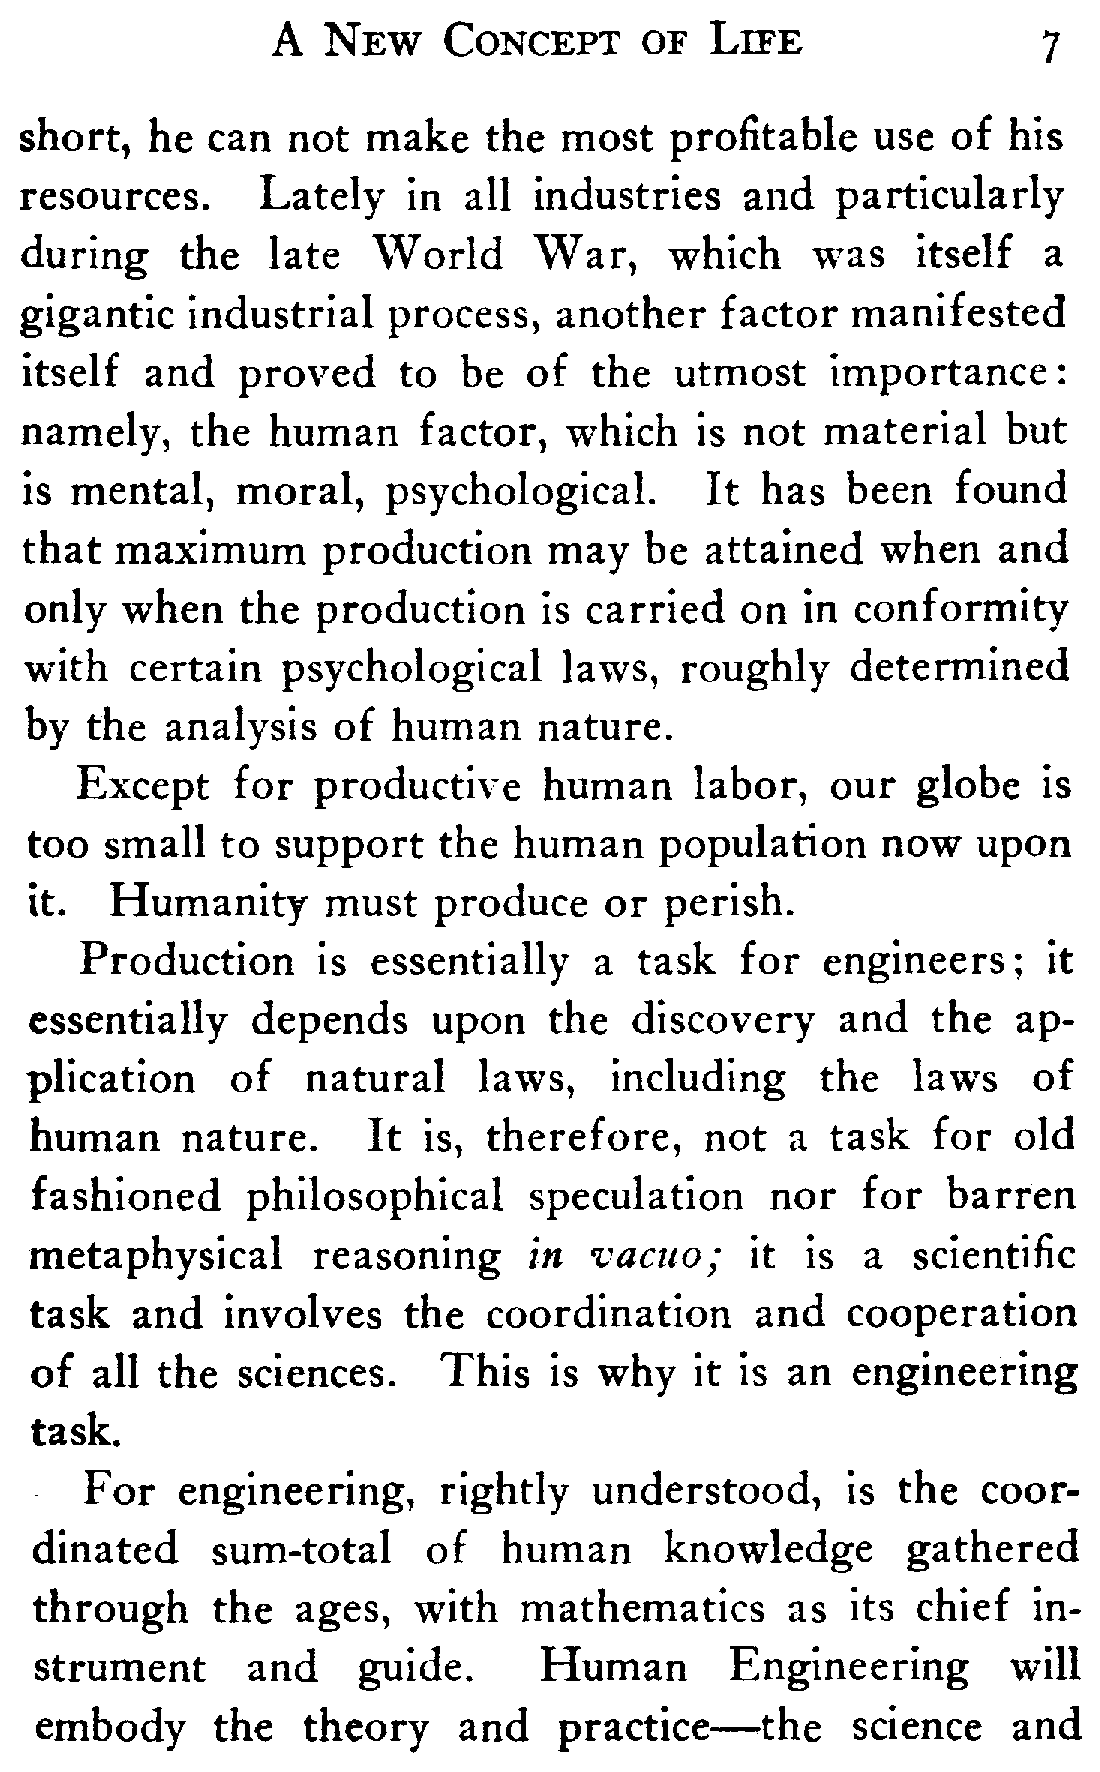 A New Concept of Life 7
short, he can not make the most profitable use of his
resources. Lately in all industries and particularly
during the late World War, which was itself a
gigantic industrial process, another factor manifested
itself and proved to be of the utmost importance:
namely, the human factor, which is not material but
is mental, moral, psychological. It has been found
that maximum production may be attained when and
only when the production is carried on in conformity
with certain psychological laws, roughly determined
by the analysis of human nature.
Except for productive human labor, our globe is
too small to support the human population now upon
it. Humanity must produce or perish.
Production is essentially a task for engineers; it
essentially depends upon the discovery and the ap-
plication of natural laws, including the laws of
human nature. It is, therefore, not a task for old
fashioned philosophical speculation nor for barren
metaphysical reasoning in vacuo; it is a scientific
task and involves the coordination and cooperation
of all the sciences. This is why it is an engineering
task.
For engineering, rightly understood, is the coor-
dinated sum-total of human knowledge gathered
through the ages, with mathematics as its chief in-
strument and guide. Human Engineering will
embody the theory and practice—the science and